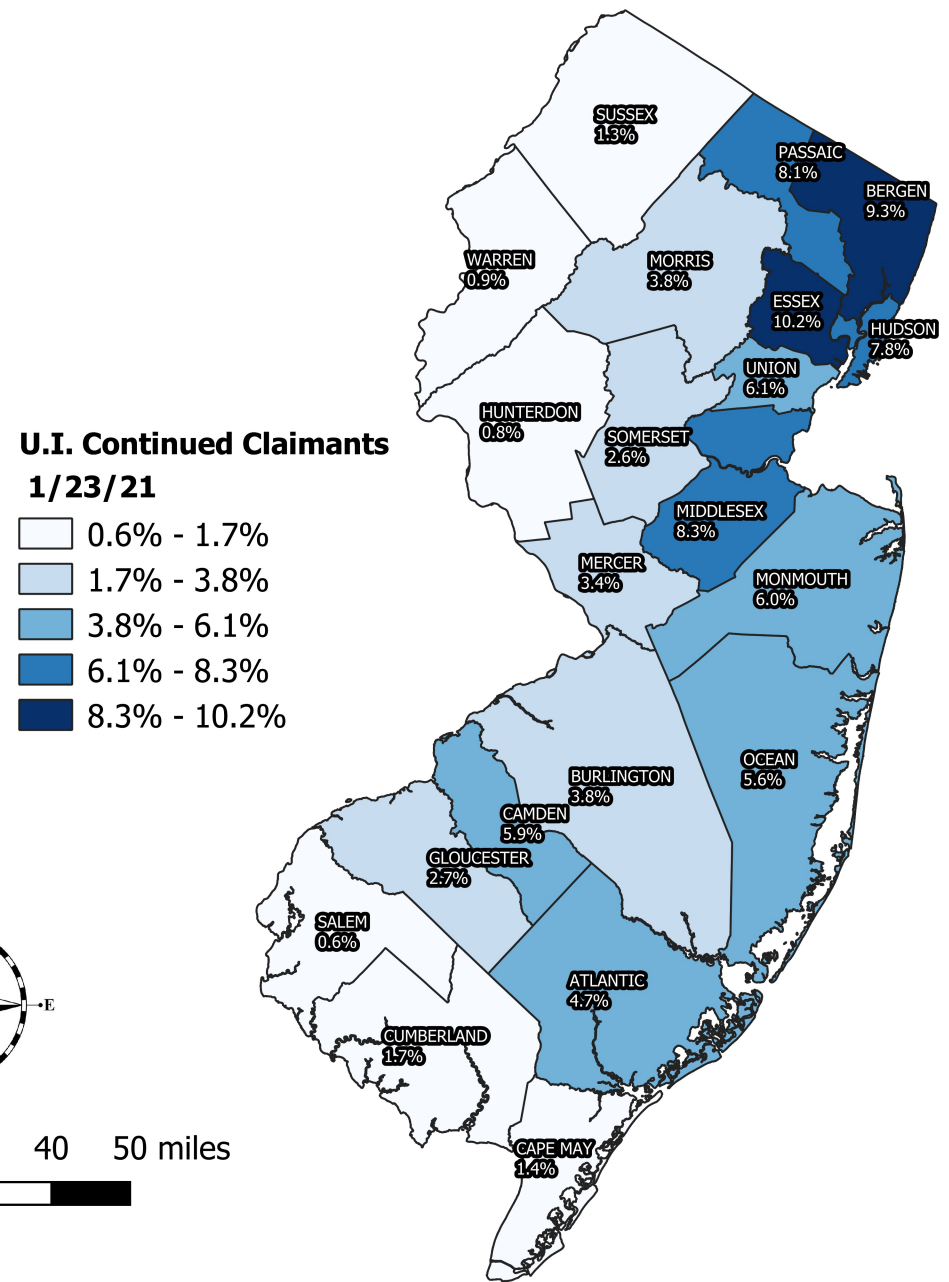 SUSSEX
1.3%
PASSAIC
8.1%
BERGEN
9.3%
WARREN
0.9%
MORRIS
3.8%
ESSEX
10.2%
HUDSON
7.8%
UNION
6.1%
HUNTERDON
0.8%
SOMERSET
2.6%
U.I. Continued Claimants
1/23/21
0.6% - 1.7%
1.7% - 3.8%
3.8% - 6.1%
6.1% - 8.3%
8.3% - 10.2%
MIDDLESEX
8.3%
MERCER
3.4%
MONMOUTH
6.0%
OCEAN
5.6%
BURLINGTON
3.8%
CAMDEN
5.9%
GLOUCESTER
2.7%
SALEM
0.6%
ATLANTIC
4.7%
E
CUMBERLAND
1.7%
CAPE MAY
1.4%
40 50 miles